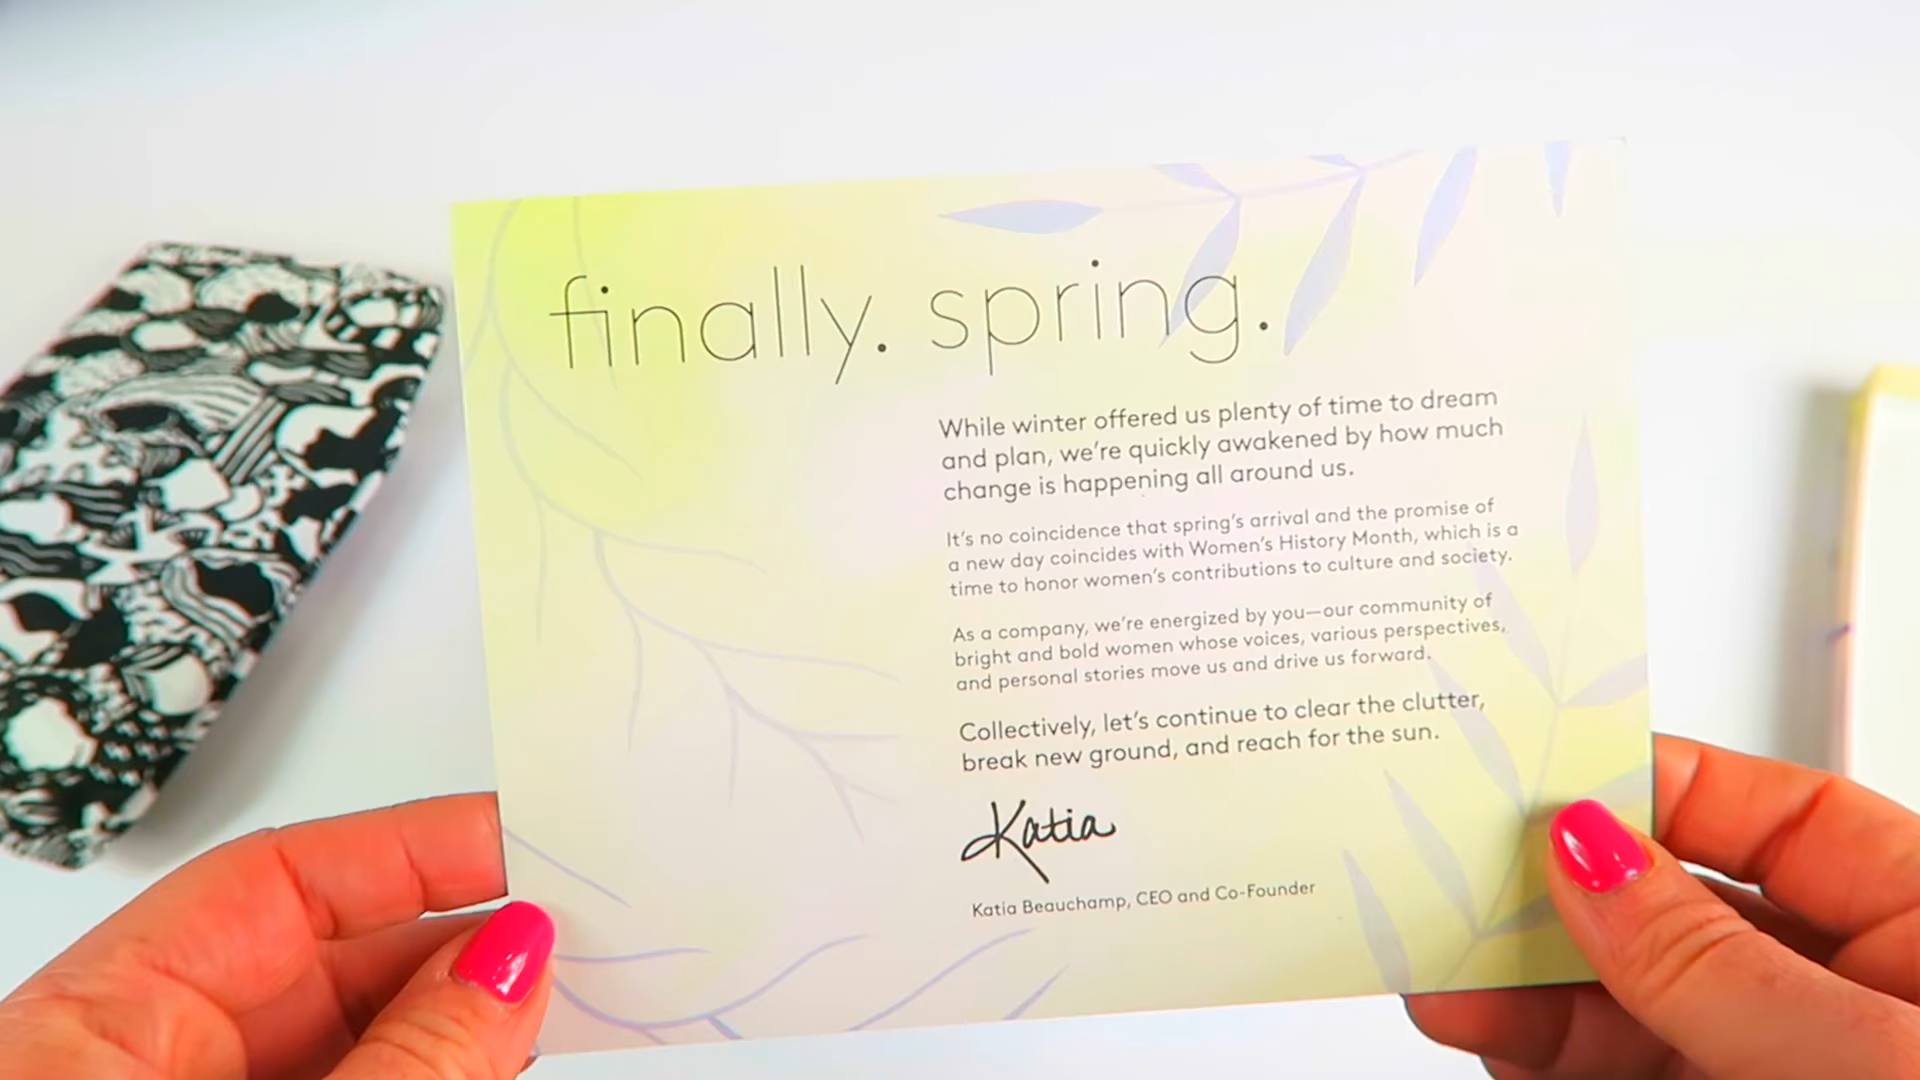 finally. spring.
While winter offered us plenty of time to dream
and plan, we're quickly awakened by how much
change is happening all around us.
It's no coincidence that spring's arrival and the promise of
a new day coincides with Women's History Month, which is a
time to honor women's contributions to culture and society.
As a company, we're energized by you—our community of
bright and bold women whose voices, various perspectives,
and personal stories move us and drive us forward.
Collectively, let's continue to clear the clutter,
break new ground, and reach for the sun.
Katia
Katia Beauchamp, CEO and Co-Founder